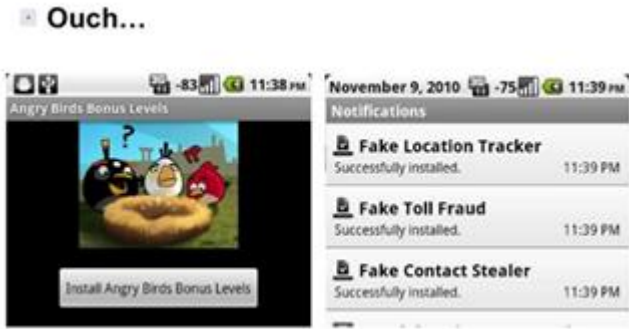 Ouch...
-83 11:38 PM
Angry Birds Bonus Levels
?
Install Angry Birds Bonus Levels
November 9, 2010 -75 11:39 PM
Notifications
Fake Location Tracker
Successfully installed. 11:39 PM
Fake Toll Fraud
Successfully installed. 11:39 PM
Fake Contact Stealer
Successfully installed. 11:39 PM